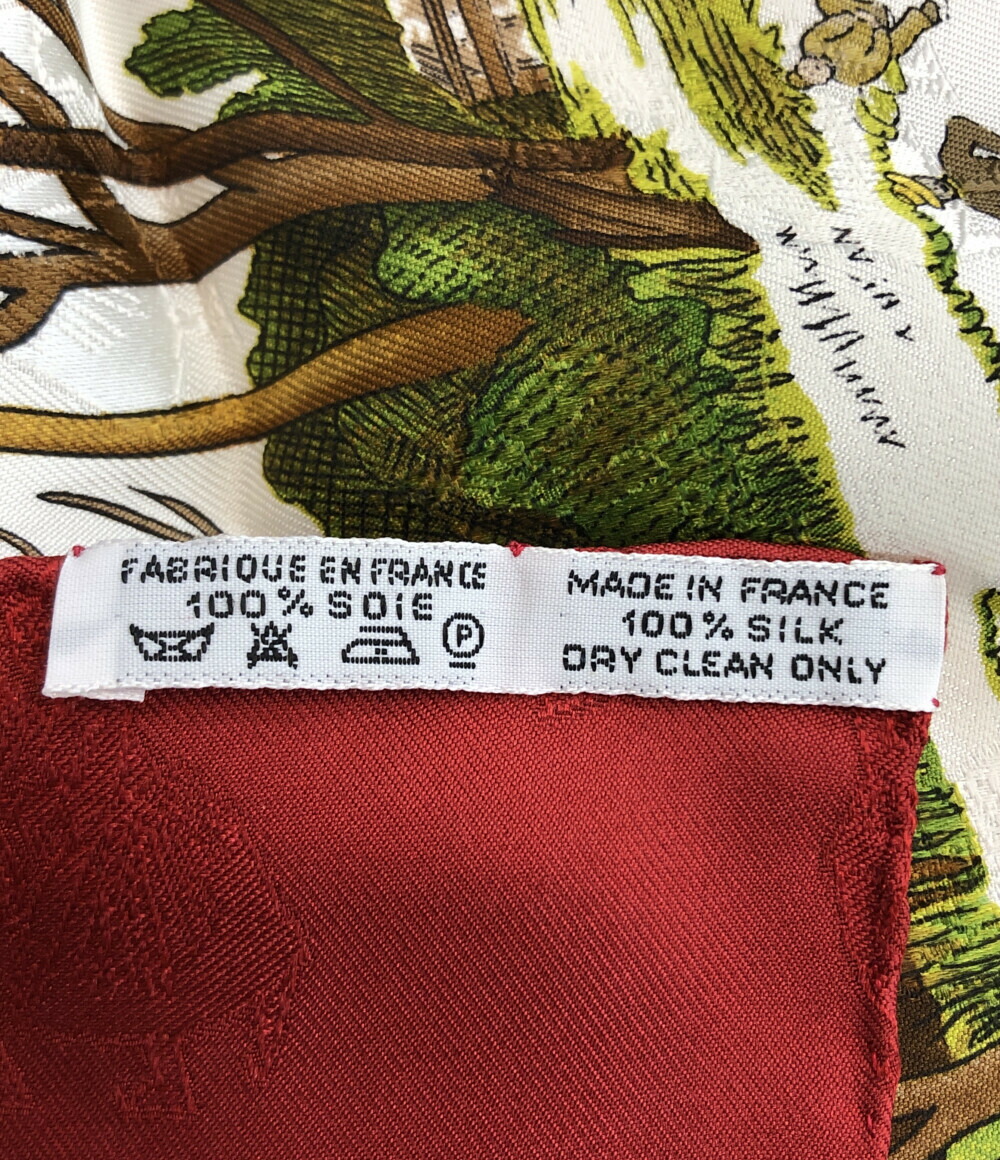 FABRIQUE EN FRANCE
100% SOIE
P
MADE IN FRANCE
100% SILK
DRY CLEAN ONLY